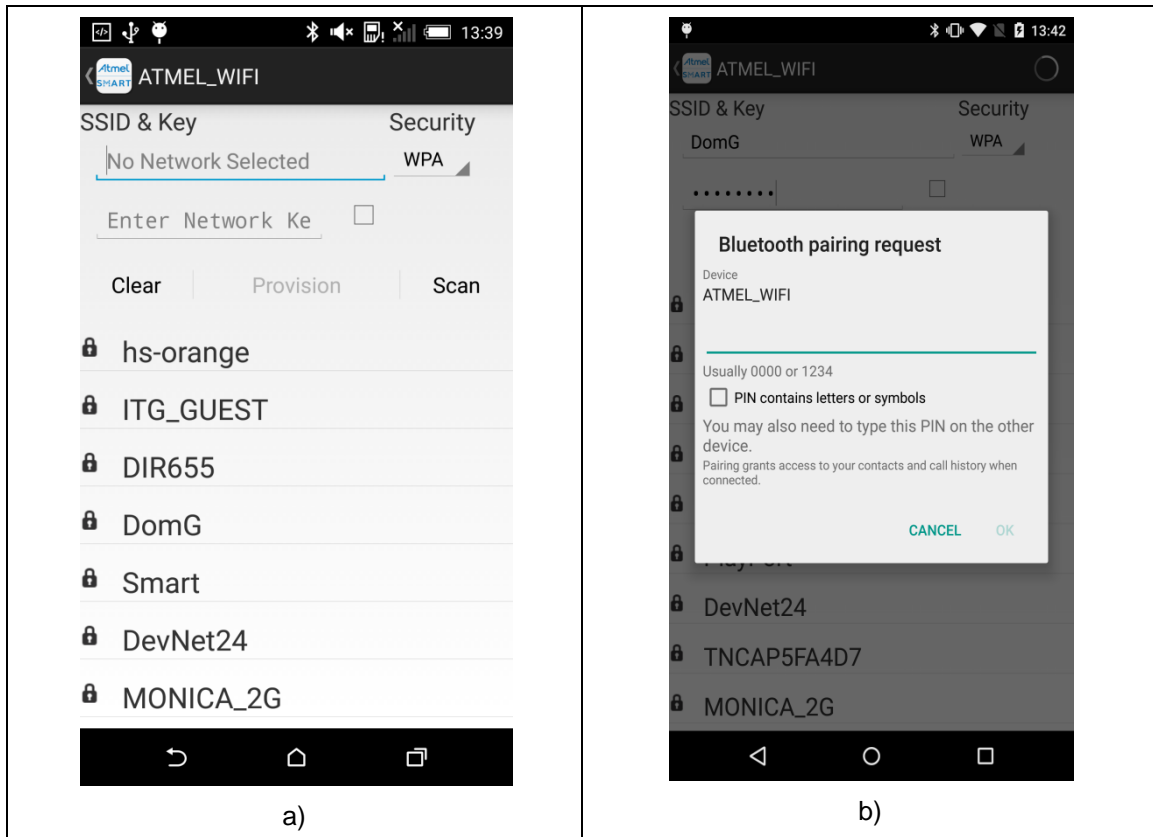 13:39
Atmel
SMART
ATMEL_WIFI
SSID & Key Security
No Network Selected WPA
Enter Network Ke
Clear Provision Scan
hs-orange
ITG_GUEST
DIR655
DomG
Smart
DevNet24
MONICA_2G
a)
13:42
Atmel
SMART
ATMEL_WIFI
SSID & Key Security
DomG WPA
Bluetooth pairing request
Device
ATMEL_WIFI
Usually 0000 or 1234
PIN contains letters or symbols
You may also need to type this PIN on the other
device.
Pairing grants access to your contacts and call history when
connected.
CANCEL OK
DevNet24
TNCAP5FA4D7
MONICA_2G
b)